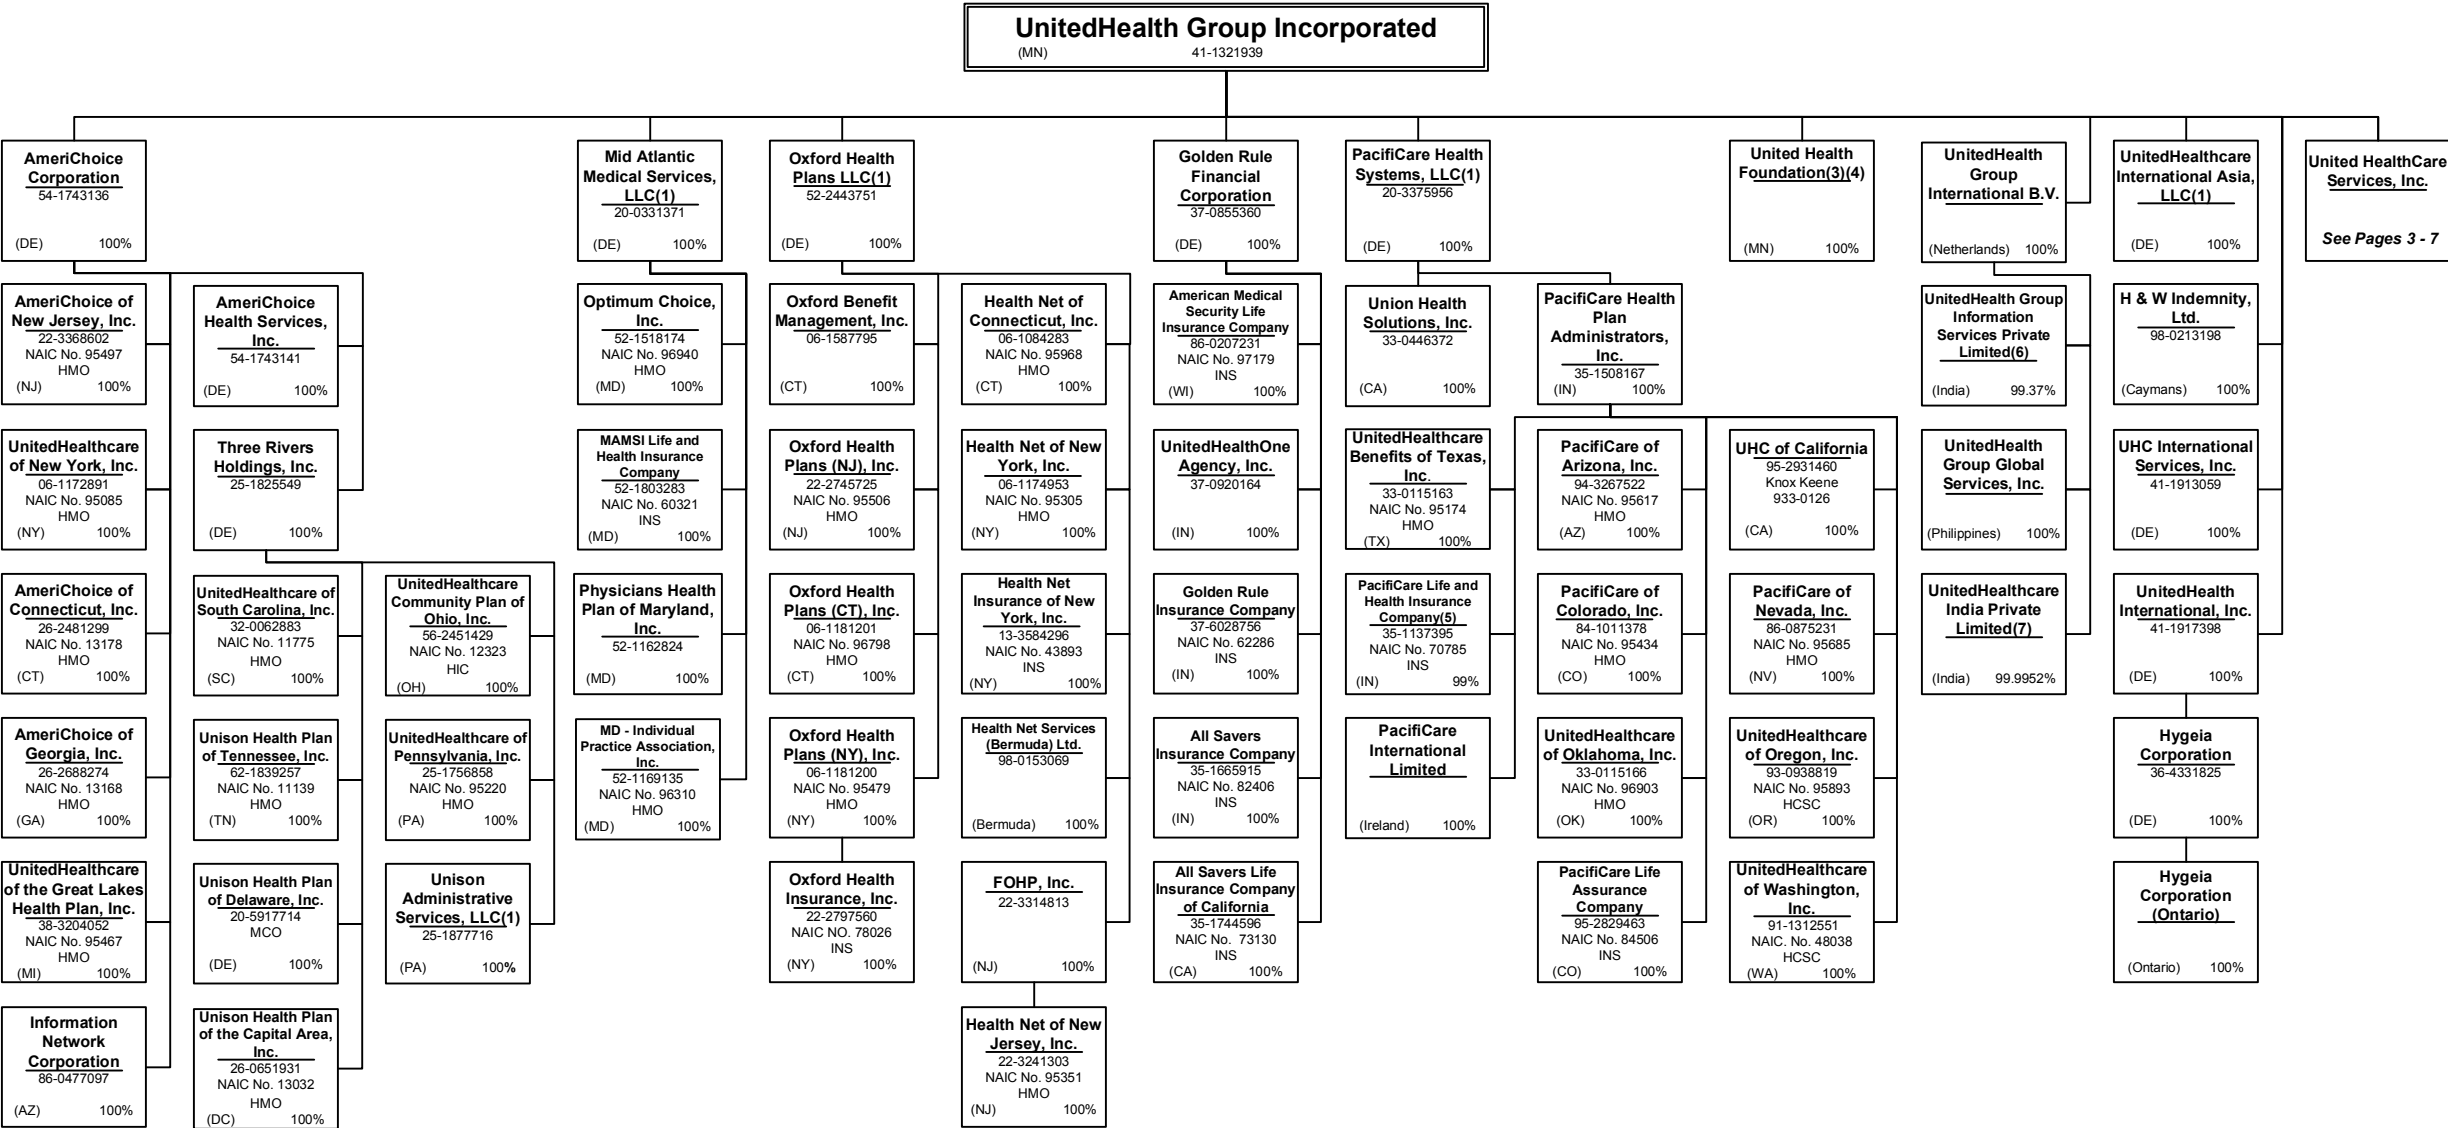 UnitedHealth Group Incorporated
(MN) 41-1321939
AmeriChoice
Corporation
54-1743136
(DE) 100%
Mid Atlantic
Medical Services,
LLC(1)
20-0331371
(DE) 100%
Oxford Health
Plans LLC(1)
52-2443751
(DE) 100%
Golden Rule
Financial
Corporation
37-0855360
(DE) 100%
PacifiCare Health
Systems, LLC(1)
20-3375956
(DE) 100%
United Health
Foundation(3)(4)
(MN) 100%
UnitedHealth
Group
International B.V.
(Netherlands) 100%
UnitedHealthcare
International Asia,
LLC(1)
(DE) 100%
United HealthCare
Services, Inc.
See Pages 3 - 7
AmeriChoice of
New Jersey, Inc.
22-3368602
NAIC No. 95497
HMO
(NJ) 100%
AmeriChoice
Health Services,
Inc.
54-1743141
(DE) 100%
Optimum Choice,
Inc.
52-1518174
NAIC No. 96940
HMO
(MD) 100%
Oxford Benefit
Management, Inc.
06-1587795
(CT) 100%
Health Net of
Connecticut, Inc.
06-1084283
NAIC No. 95968
HMO
(CT) 100%
American Medical
Security Life
Insurance Company
86-0207231
NAIC No. 97179
INS
(WI) 100%
Union Health
Solutions, Inc.
33-0446372
(CA) 100%
PacifiCare Health
Plan
Administrators,
Inc.
35-1508167
(IN) 100%
UnitedHealth Group
Information
Services Private
Limited(6)
(India) 99.37%
H & W Indemnity,
Ltd.
98-0213198
(Caymans) 100%
UnitedHealthcare
of New York, Inc.
06-1172891
NAIC No. 95085
HMO
(NY) 100%
Three Rivers
Holdings, Inc.
25-1825549
(DE) 100%
MAMSI Life and
Health Insurance
Company
52-1803283
NAIC No. 60321
INS
(MD) 100%
Oxford Health
Plans (NJ), Inc.
22-2745725
NAIC No. 95506
HMO
(NJ) 100%
Health Net of New
York, Inc.
06-1174953
NAIC No. 95305
HMO
(NY) 100%
UnitedHealthOne
Agency, Inc.
37-0920164
(IN) 100%
UnitedHealthcare
Benefits of Texas,
Inc.
33-0115163
NAIC No. 95174
HMO
(TX) 100%
PacifiCare of
Arizona, Inc.
94-3267522
NAIC No. 95617
HMO
(AZ) 100%
UHC of California
95-2931460
Knox Keene
933-0126
(CA) 100%
UnitedHealth
Group Global
Services, Inc.
(Philippines) 100%
UHC International
Services, Inc.
41-1913059
(DE) 100%
AmeriChoice of
Connecticut, Inc.
26-2481299
NAIC No. 13178
HMO
(CT) 100%
UnitedHealthcare of
South Carolina, Inc.
32-0062883
NAIC No. 11775
HMO
(SC) 100%
UnitedHealthcare
Community Plan of
Ohio, Inc.
56-2451429
NAIC No. 12323
HIC
(OH) 100%
Physicians Health
Plan of Maryland,
Inc.
52-1162824
(MD) 100%
Oxford Health
Plans (CT), Inc.
06-1181201
NAIC No. 96798
HMO
(CT) 100%
Health Net
Insurance of New
York, Inc.
13-3584296
NAIC No. 43893
INS
(NY) 100%
Golden Rule
Insurance Company
37-6028756
NAIC No. 62286
INS
(IN) 100%
PacifiCare Life and
Health Insurance
Company(5)
35-1137395
NAIC No. 70785
INS
(IN) 99%
PacifiCare of
Colorado, Inc.
84-1011378
NAIC No. 95434
HMO
(CO) 100%
PacifiCare of
Nevada, Inc.
86-0875231
NAIC No. 95685
HMO
(NV) 100%
UnitedHealthcare
India Private
Limited(7)
(India) 99.9952%
UnitedHealth
International, Inc.
41-1917398
(DE) 100%
AmeriChoice of
Georgia, Inc.
26-2688274
NAIC No. 13168
HMO
(GA) 100%
Unison Health Plan
of Tennessee, Inc.
62-1839257
NAIC No. 11139
HMO
(TN) 100%
UnitedHealthcare of
Pennsylvania, Inc.
25-1756858
NAIC No. 95220
HMO
(PA) 100%
MD - Individual
Practice Association,
Inc.
52-1169135
NAIC No. 96310
HMO
(MD) 100%
Oxford Health
Plans (NY), Inc.
06-1181200
NAIC No. 95479
HMO
(NY) 100%
Health Net Services
(Bermuda) Ltd.
98-0153069
(Bermuda) 100%
All Savers
Insurance Company
35-1665915
NAIC No. 82406
INS
(IN) 100%
PacifiCare
International
Limited
(Ireland) 100%
UnitedHealthcare
of Oklahoma, Inc.
33-0115166
NAIC No. 96903
HMO
(OK) 100%
UnitedHealthcare
of Oregon, Inc.
93-0938819
NAIC No. 95893
HCSC
(OR) 100%
Hygeia
Corporation
36-4331825
(DE) 100%
UnitedHealthcare
of the Great Lakes
Health Plan, Inc.
38-3204052
NAIC No. 95467
HMO
(MI) 100%
Unison Health Plan
of Delaware, Inc.
20-5917714
MCO
(DE) 100%
Unison
Administrative
Services, LLC(1)
25-1877716
(PA) 100%
Oxford Health
Insurance, Inc.
22-2797560
NAIC NO. 78026
INS
(NY) 100%
FOHP, Inc.
22-3314813
(NJ) 100%
All Savers Life
Insurance Company
of California
35-1744596
NAIC No. 73130
INS
(CA) 100%
PacifiCare Life
Assurance
Company
95-2829463
NAIC No. 84506
INS
(CO) 100%
UnitedHealthcare
of Washington,
Inc.
91-1312551
NAIC. No. 48038
HCSC
(WA) 100%
Hygeia
Corporation
(Ontario)
(Ontario) 100%
Information
Network
Corporation
86-0477097
(AZ) 100%
Unison Health Plan
of the Capital Area,
Inc.
26-0651931
NAIC No. 13032
HMO
(DC) 100%
Health Net of New
Jersey, Inc.
22-3241303
NAIC No. 95351
HMO
(NJ) 100%